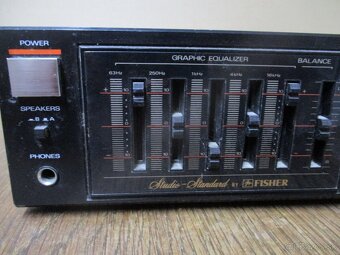 POWER
GRAPHIC EQUALIZER
63Hz 250Hz 1kHz 4kHz 16kHz BALANCE
SPEAKERS
B A
PHONES
Studio-Standard BY FISHER